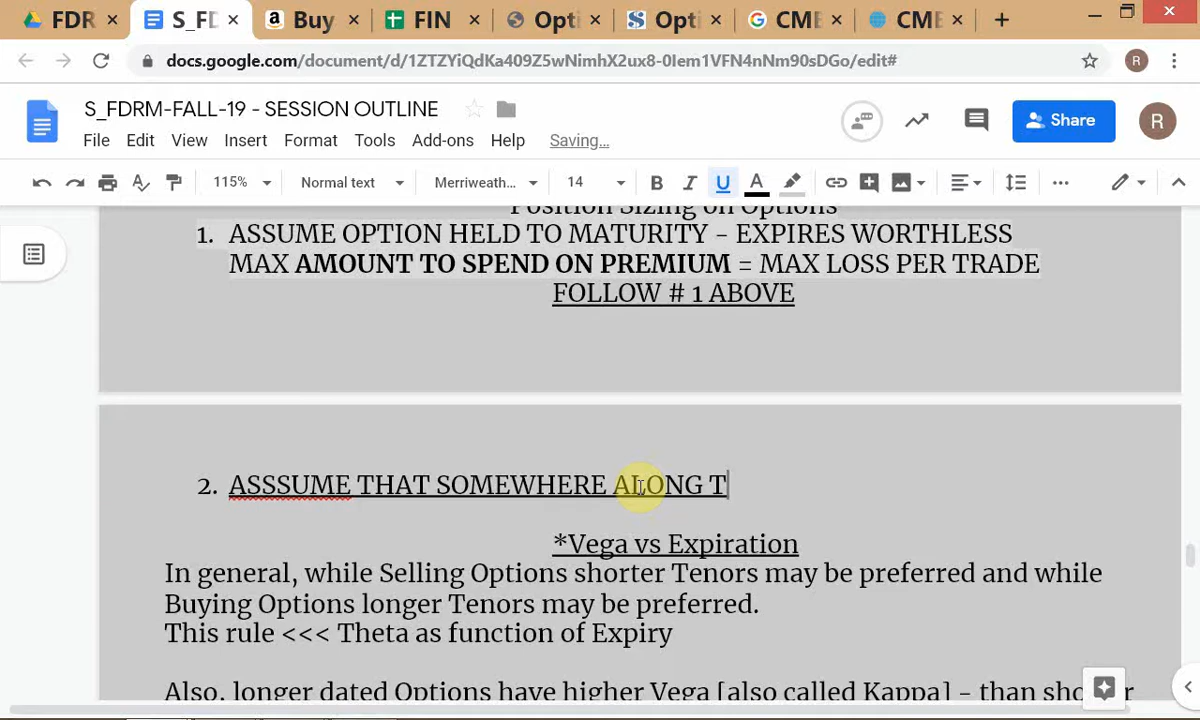 FDR
S_FD
Buy
FIN
Opti
Opti
CME
CME
docs.google.com/document/d/1ZTZYiQdKa409Z5wNimhX2ux8-0Iem1VFN4nNm90sDGo/edit#
R
S_FDRM-FALL-19 - SESSION OUTLINE
Share
R
File Edit View Insert Format Tools Add-ons Help Saving...
115% Normal text Merriweath... 14 B I U A
Position Sizing on Options
1. ASSUME OPTION HELD TO MATURITY - EXPIRES WORTHLESS
MAX AMOUNT TO SPEND ON PREMIUM = MAX LOSS PER TRADE
FOLLOW # 1 ABOVE
2. ASSSUME THAT SOMEWHERE ALONG T
*Vega vs Expiration
In general, while Selling Options shorter Tenors may be preferred and while
Buying Options longer Tenors may be preferred.
This rule <<< Theta as function of Expiry
Also, longer dated Options have higher Vega [also called Kappa] - than shorter